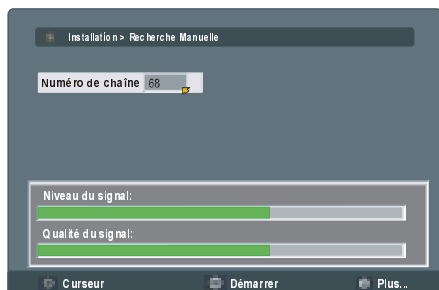 Installation > Recherche Manuelle
Numéro de chaîne 68
Niveau du signal:
Qualité du signal:
Curseur Démarrer Plus...